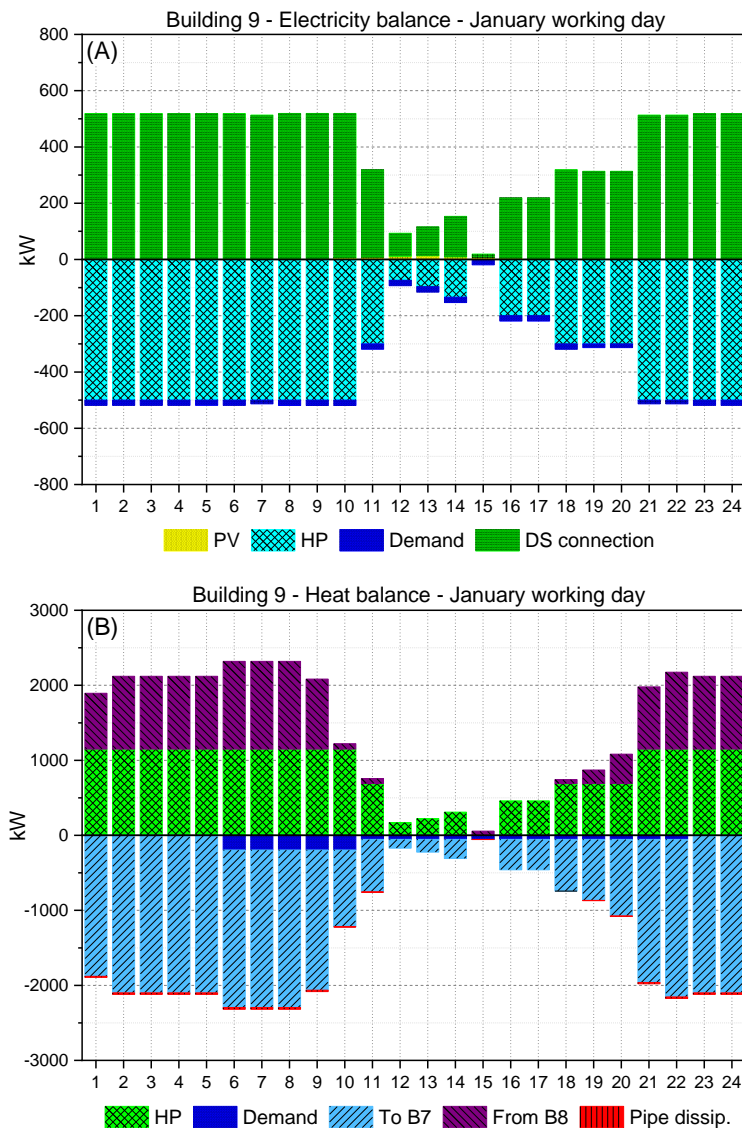 Building 9 - Electricity balance - January working day
(A)
800
600
400
200
0
-200
-400
-600
-800
kW
1 2 3 4 5 6 7 8 9 10 11 12 13 14 15 16 17 18 19 20 21 22 23 24
PV HP Demand DS connection
Building 9 - Heat balance - January working day
(B)
3000
2000
1000
0
-1000
-2000
-3000
kW
1 2 3 4 5 6 7 8 9 10 11 12 13 14 15 16 17 18 19 20 21 22 23 24
HP Demand To B7 From B8 Pipe dissip.